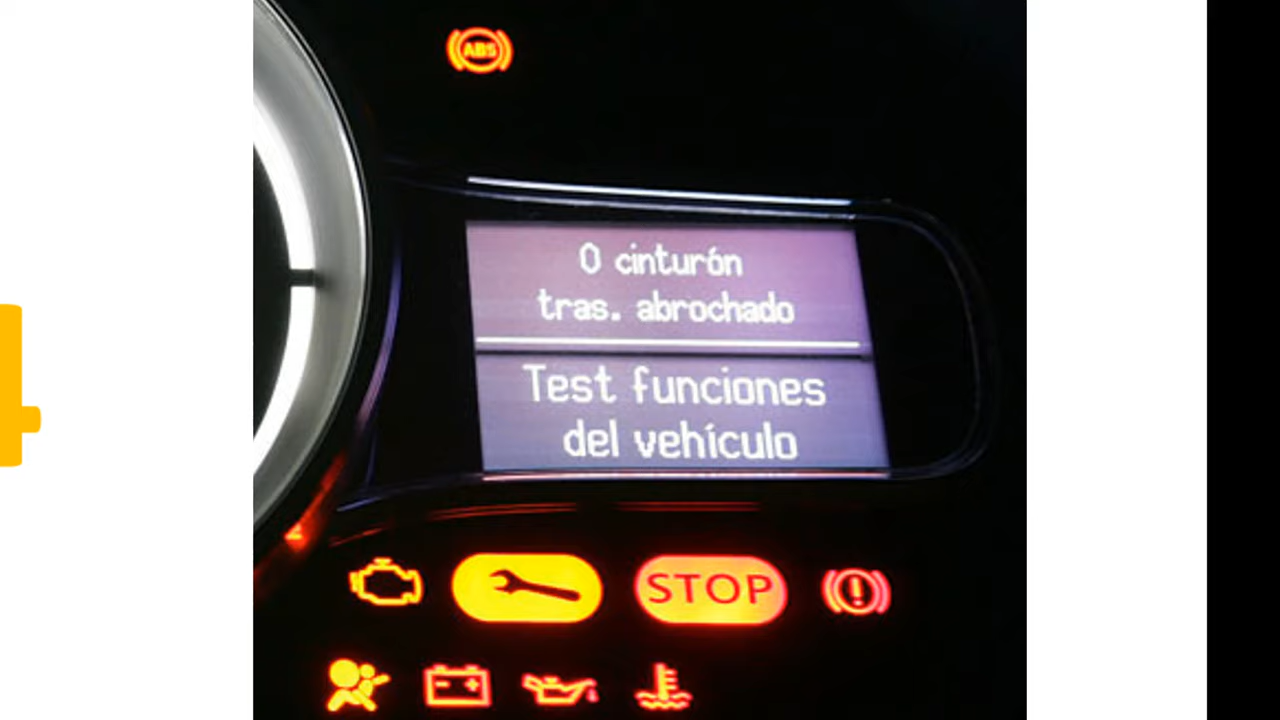 ABS
0 cinturón
tras. abrochado
Test funciones
del vehículo
STOP